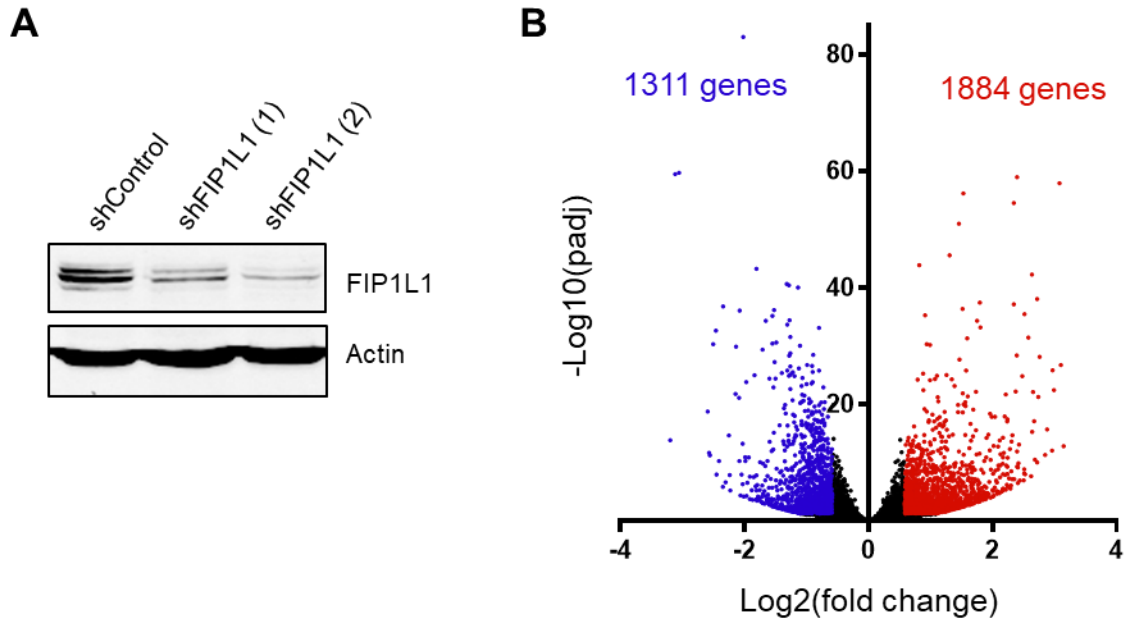 A
shControl
shFIP1L1 (1)
shFIP1L1 (2)
FIP1L1
Actin
B
1311 genes
1884 genes
-Log10(padj)
80
60
40
20
-4
-2
0
2
4
Log2(fold change)